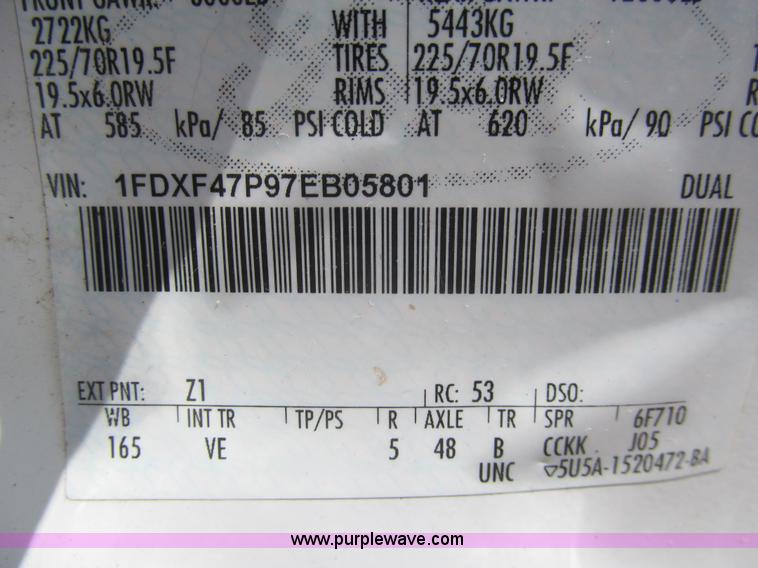 2722KG WITH 5443KG
225/70R19.5F TIRES 225/70R19.5F
19.5x6.0RW RIMS 19.5x6.0RW
AT 585 kPa/ 85 PSI COLD AT 620 kPa/ 90 PSI CO
VIN: 1FDXF47P97EB05801 DUAL
EXT PNT: Z1 RC: 53 DSO:
WB INT TR TP/PS R AXLE TR SPR 6F710
165 VE 5 48 B CCKK J05
UNC ▽5U5A-1520472-BA
www.purplewave.com